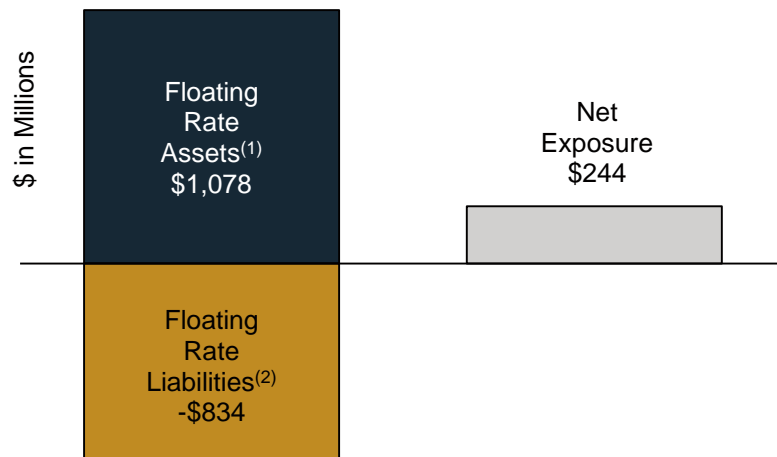 $ in Millions
Floating
Rate
Assets(1)
$1,078
Net
Exposure
$244
Floating
Rate
Liabilities(2)
-$834